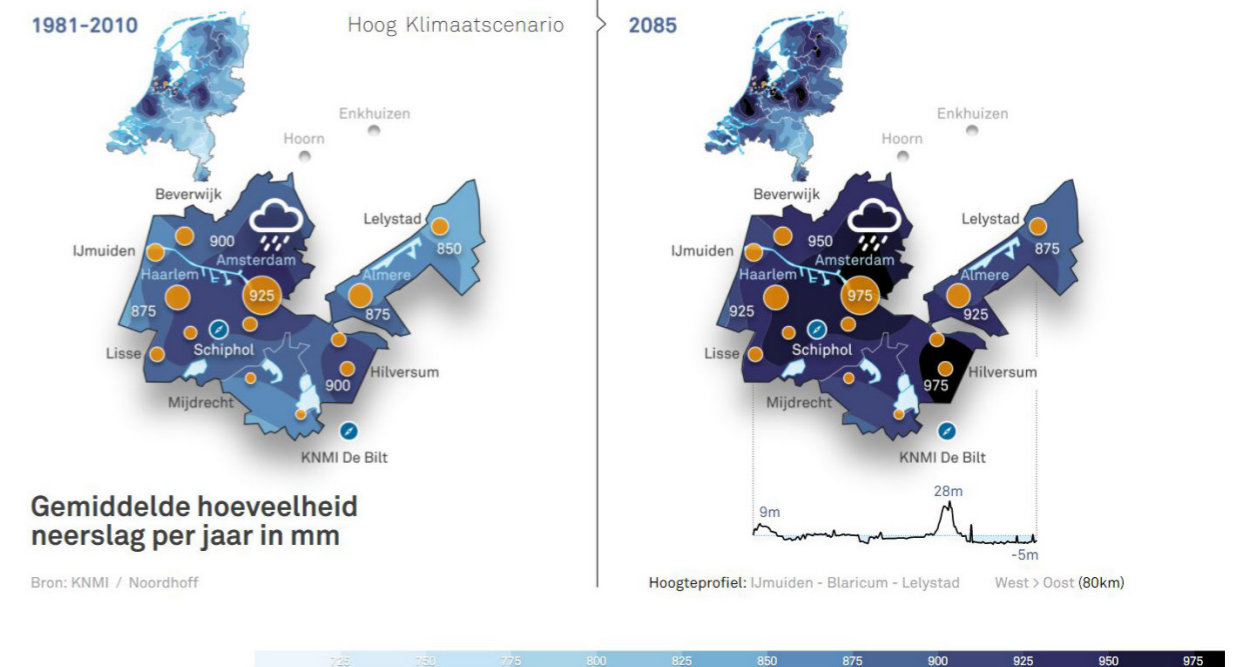 1981-2010
Hoog Klimaatscenario
2085
Enkhuizen
Hoorn
Beverwijk
Lelystad
900
850
IJmuiden
Amsterdam
Haarlem
Almere
925
875
875
Schiphol
Lisse
Hilversum
900
Mijdrecht
KNMI De Bilt
Enkhuizen
Hoorn
Beverwijk
Lelystad
950
875
IJmuiden
Amsterdam
Haarlem
Almere
975
925
925
Schiphol
Lisse
Hilversum
975
Mijdrecht
KNMI De Bilt
Gemiddelde hoeveelheid
neerslag per jaar in mm
28m
9m
-5m
Bron: KNMI / Noordhoff
Hoogteprofiel: IJmuiden - Blaricum - Lelystad West > Oost (80km)
725 750 775 800 825 850 875 900 925 950 975